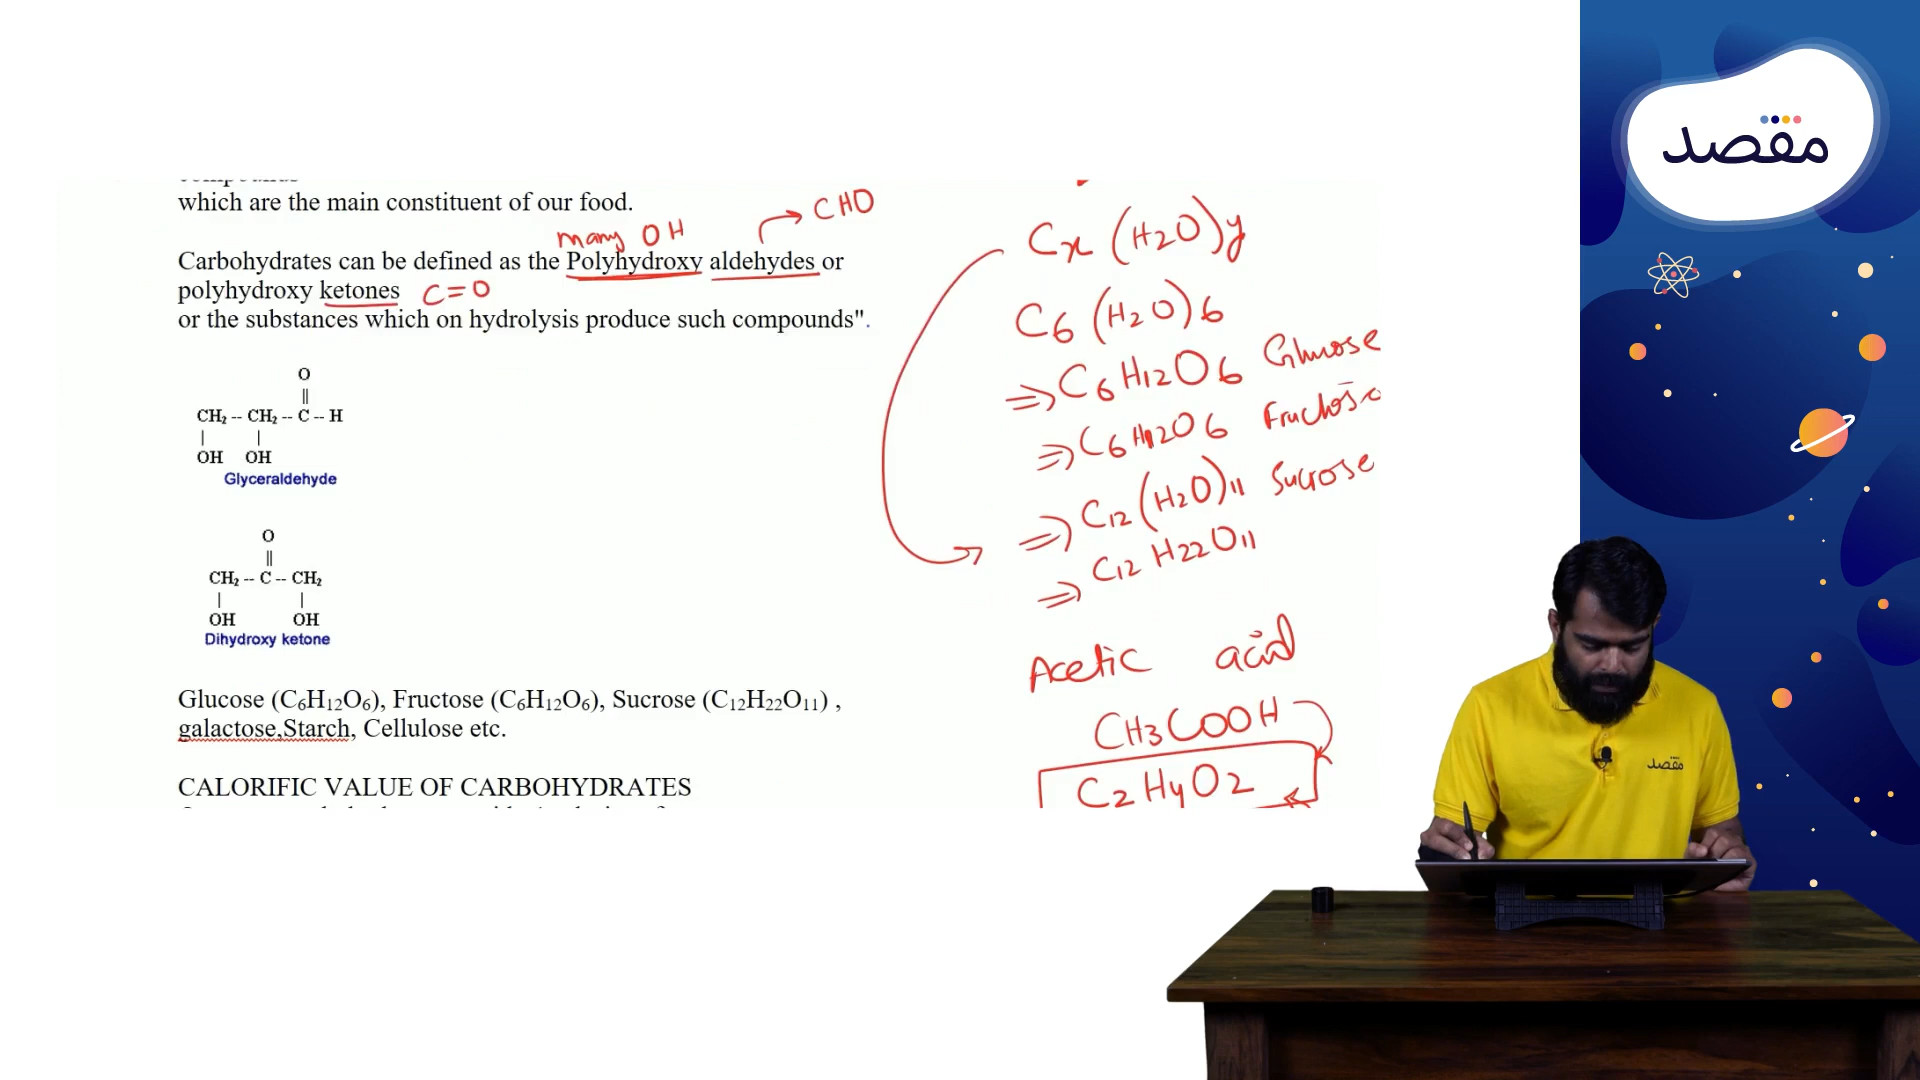 which are the main constituent of our food.
many OH
CHO
Carbohydrates can be defined as the Polyhydroxy aldehydes or
polyhydroxy ketones C=O
or the substances which on hydrolysis produce such compounds".
O
||
CH₂ -- CH₂ -- C -- H
| |
OH OH
Glyceraldehyde
O
||
CH₂ -- C -- CH₂
| |
OH OH
Dihydroxy ketone
Glucose (C₆H₁₂O₆), Fructose (C₆H₁₂O₆), Sucrose (C₁₂H₂₂O₁₁) ,
galactose,Starch, Cellulose etc.
CALORIFIC VALUE OF CARBOHYDRATES
Cx (H2O)y
C6 (H2O)6
⇒ C6H12O6 Glucose
⇒ C6H12O6 Fructose
⇒ C12 (H2O)11 Sucrose
⇒ C12 H22O11
Acetic acid
CH3COOH
C2H4O2
مقصد
مقصد